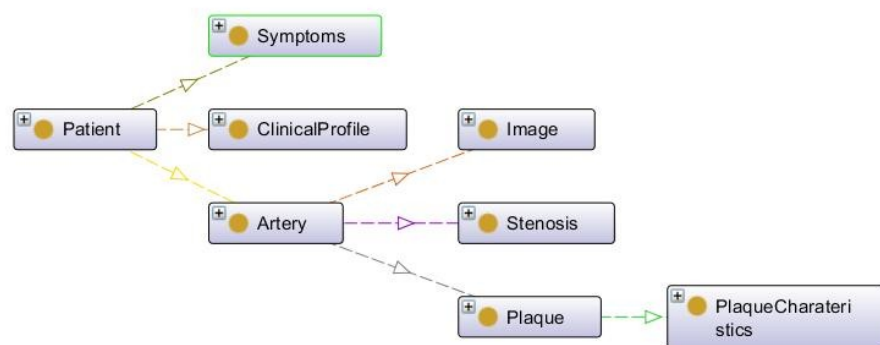 Symptoms
Patient
ClinicalProfile
Image
Artery
Stenosis
Plaque
PlaqueCharateri
stics